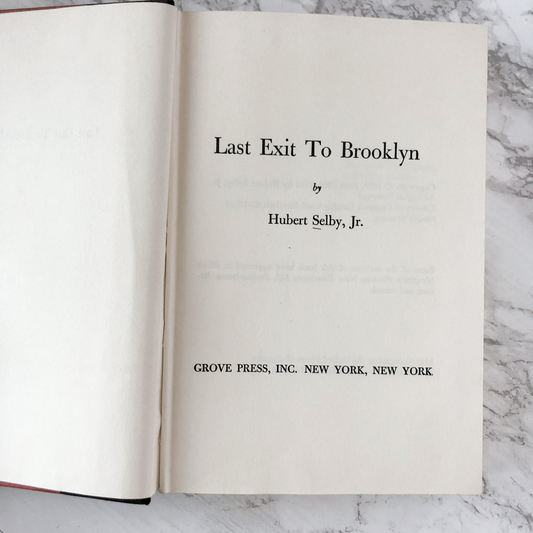 Last Exit To Brooklyn
by
Hubert Selby, Jr.
GROVE PRESS, INC. NEW YORK, NEW YORK